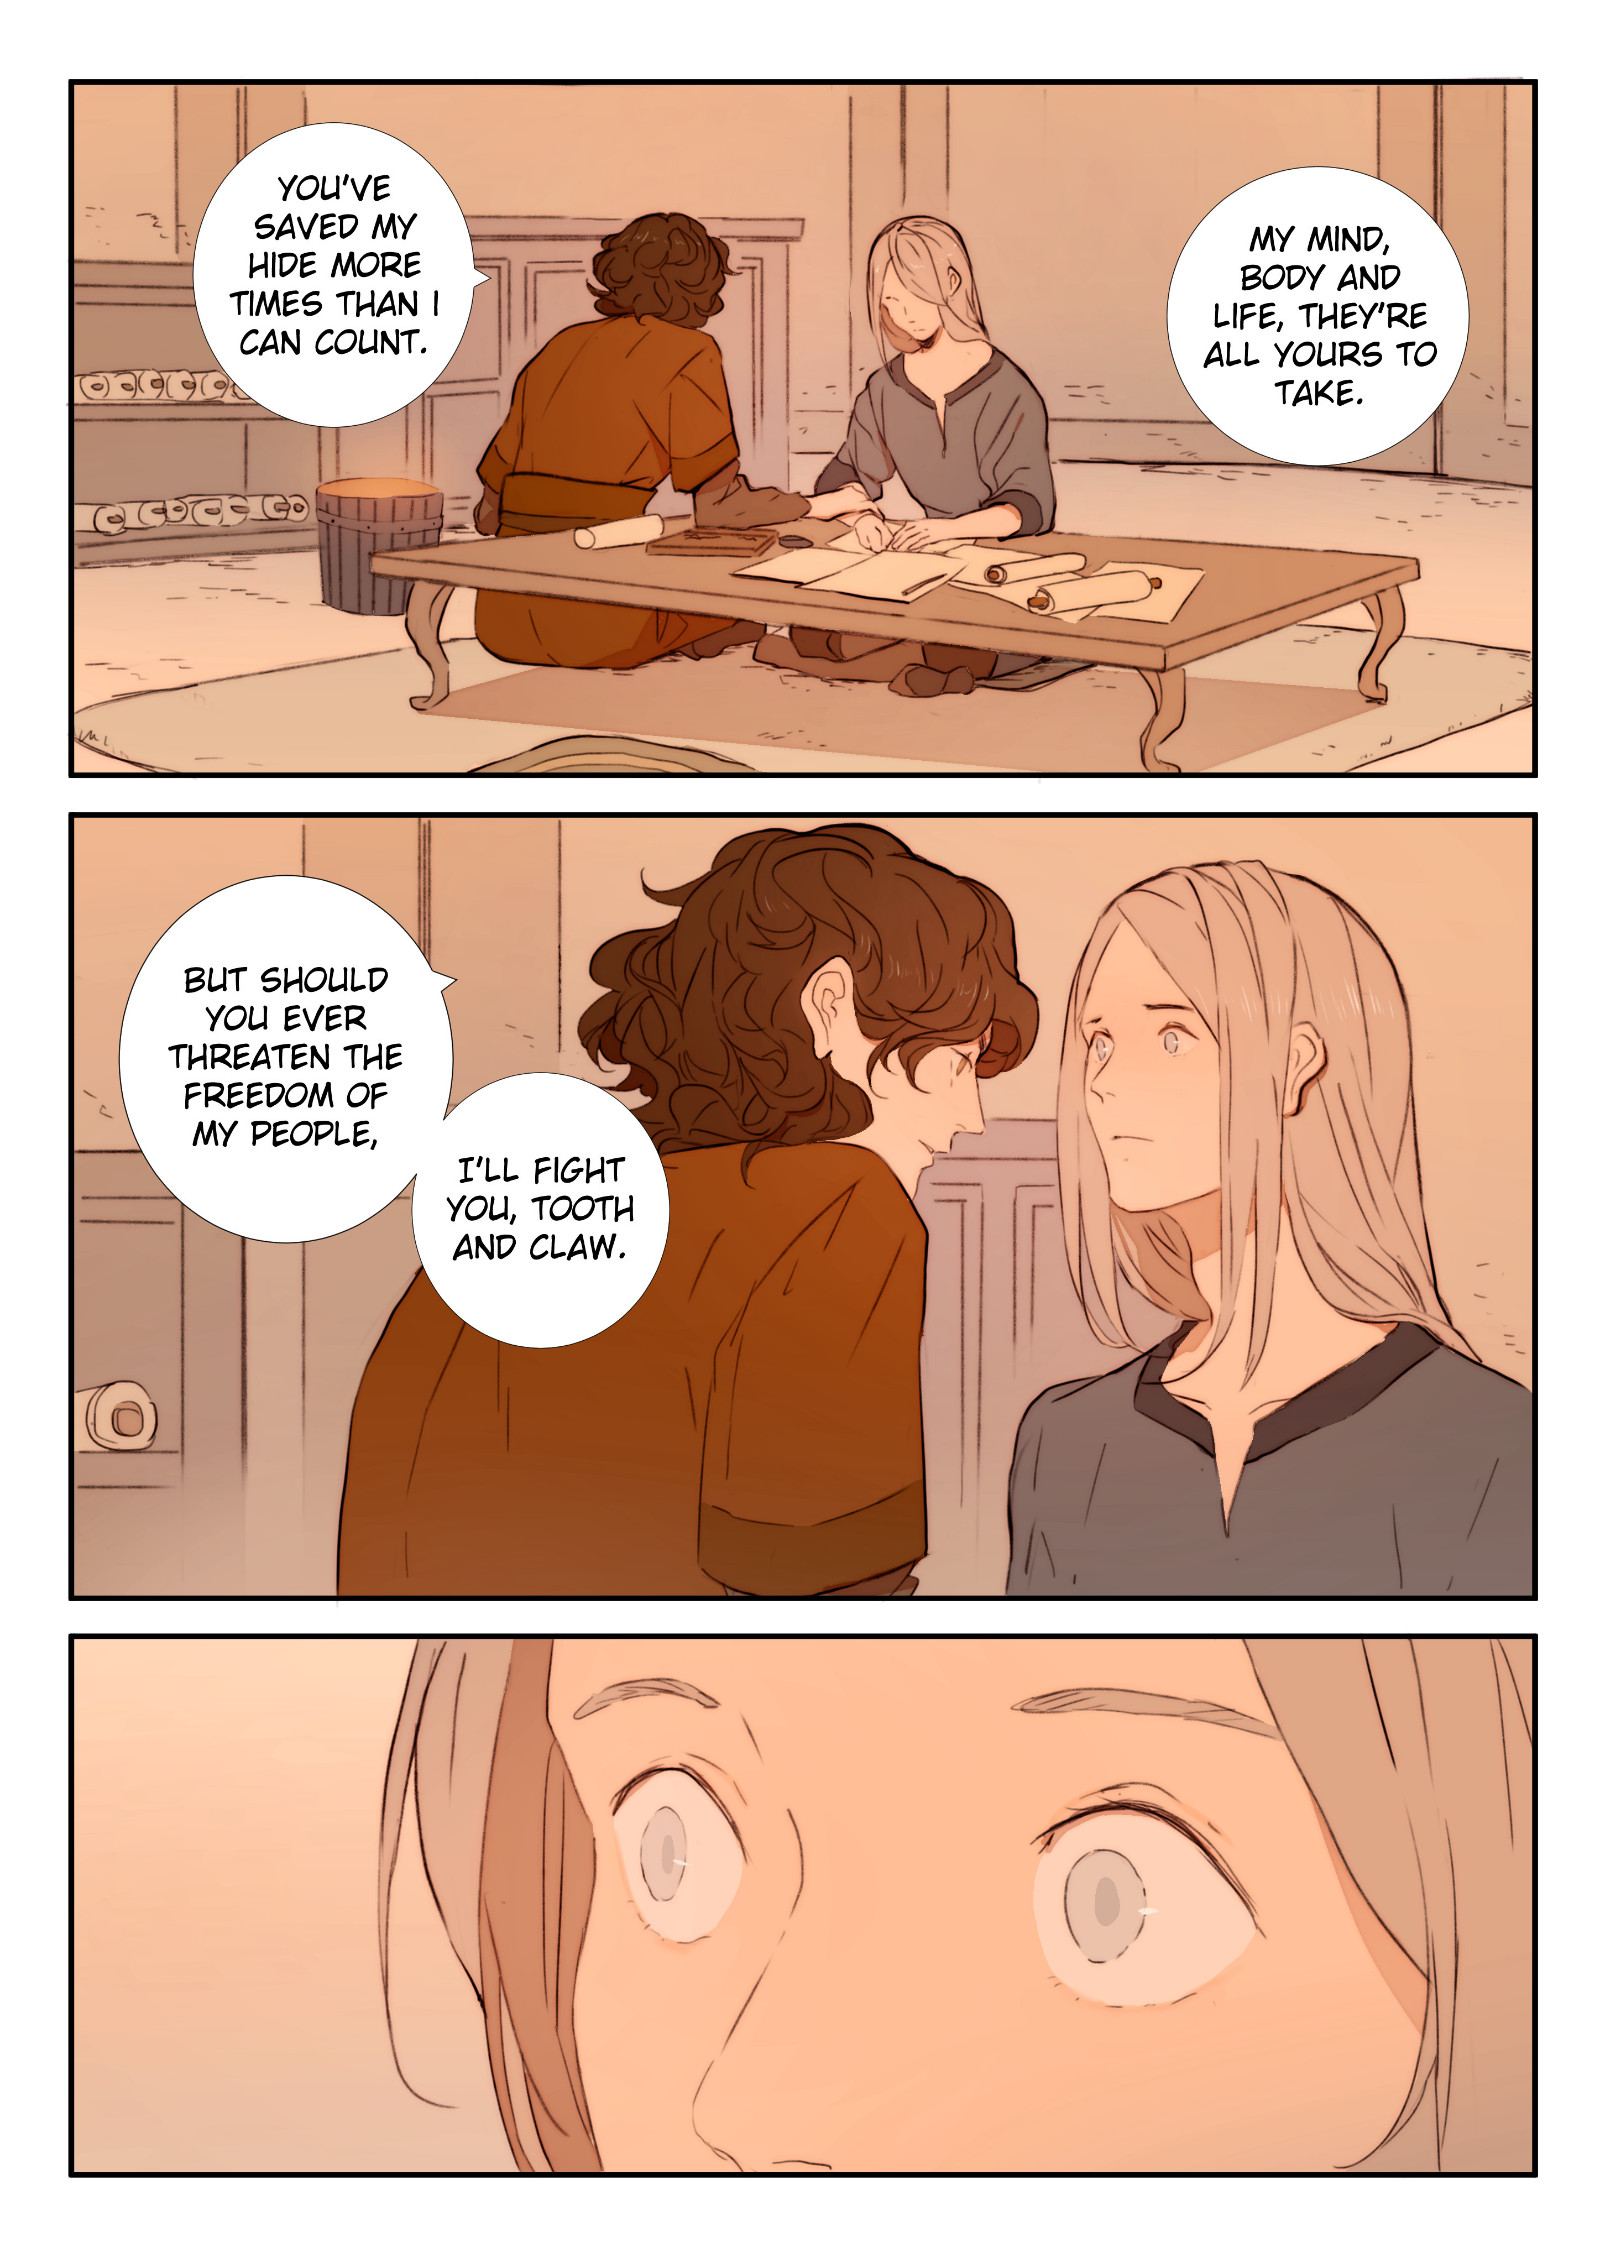 YOU'VE
SAVED MY
HIDE MORE
TIMES THAN I
CAN COUNT.
MY MIND,
BODY AND
LIFE, THEY'RE
ALL YOURS TO
TAKE.
BUT SHOULD
YOU EVER
THREATEN THE
FREEDOM OF
MY PEOPLE,
I'LL FIGHT
YOU, TOOTH
AND CLAW.